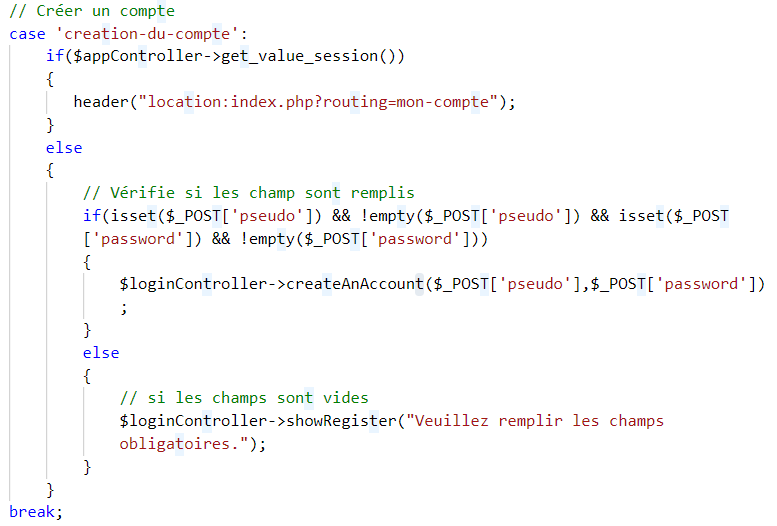 // Créer un compte
case 'creation-du-compte':
if($appController->get_value_session())
{
header("location:index.php?routing=mon-compte");
}
else
{
// Vérifie si les champ sont remplis
if(isset($_POST['pseudo']) && !empty($_POST['pseudo']) && isset($_POST
['password']) && !empty($_POST['password']))
{
$loginController->createAnAccount($_POST['pseudo'],$_POST['password'])
;
}
else
{
// si les champs sont vides
$loginController->showRegister("Veuillez remplir les champs
obligatoires.");
}
}
break;